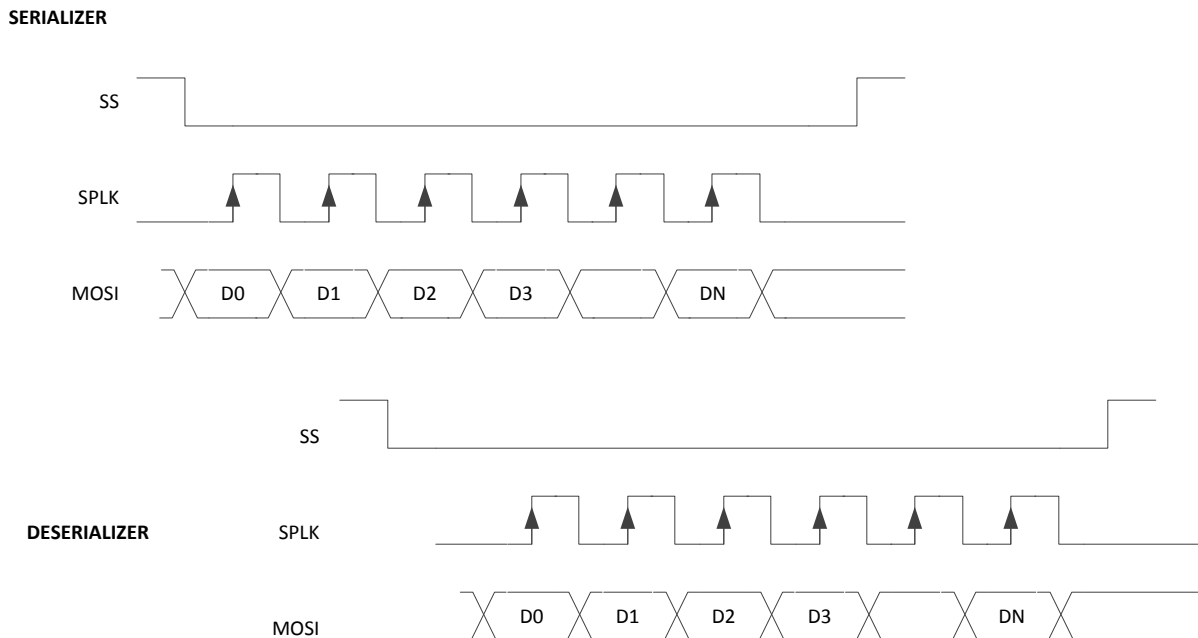 SERIALIZER
SS
SPLK
MOSI D0 D1 D2 D3 DN
SS
DESERIALIZER SPLK
MOSI D0 D1 D2 D3 DN